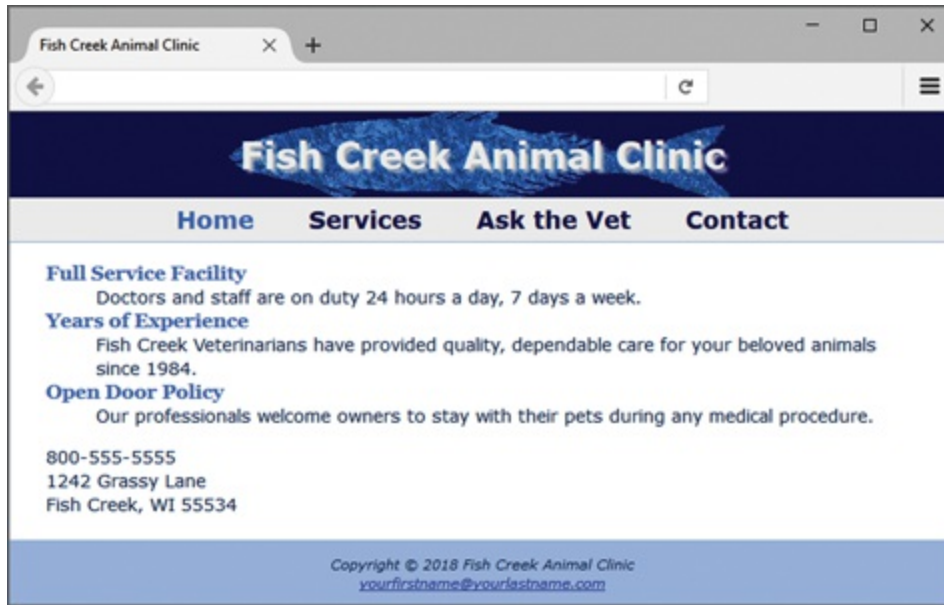 Fish Creek Animal Clinic
Fish Creek Animal Clinic
Home Services Ask the Vet Contact
Full Service Facility
Doctors and staff are on duty 24 hours a day, 7 days a week.
Years of Experience
Fish Creek Veterinarians have provided quality, dependable care for your beloved animals
since 1984.
Open Door Policy
Our professionals welcome owners to stay with their pets during any medical procedure.
800-555-5555
1242 Grassy Lane
Fish Creek, WI 55534
Copyright © 2018 Fish Creek Animal Clinic
yourfirstname@yourlastname.com